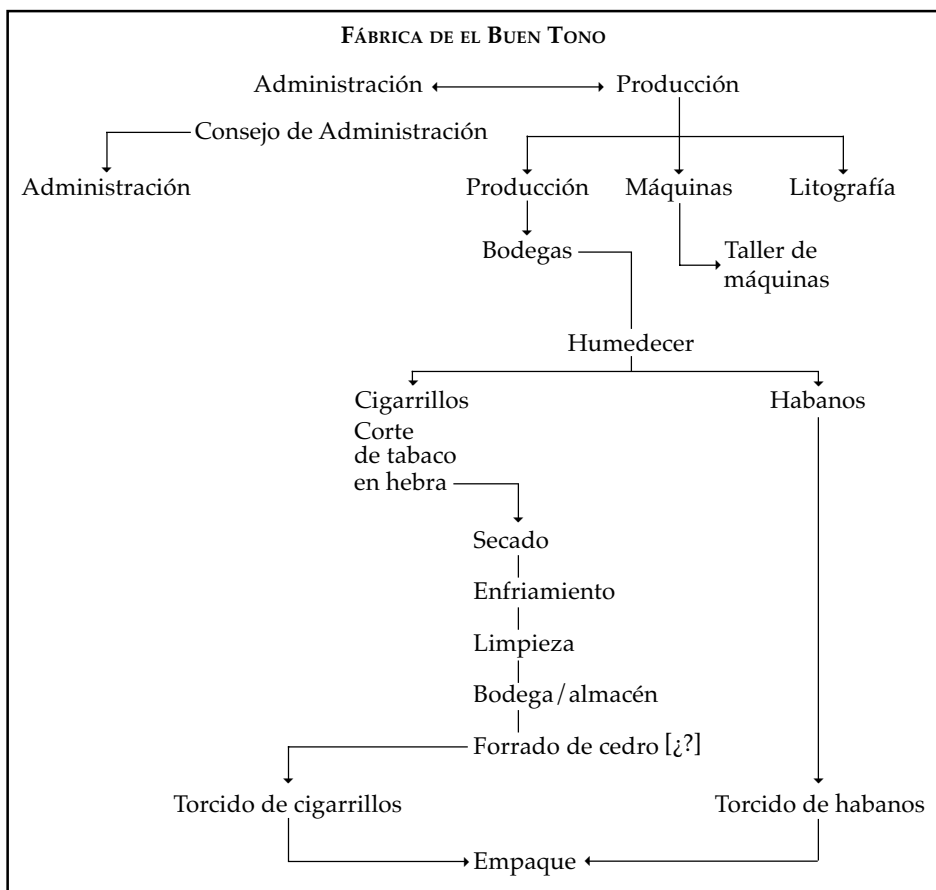 FÁBRICA DE EL BUEN TONO
Administración Producción
Consejo de Administración
Administración Producción Máquinas Litografía
Bodegas Taller de
máquinas
Humedecer
Cigarrillos Habanos
Corte
de tabaco
en hebra
Secado
Enfriamiento
Limpieza
Bodega/almacén
Forrado de cedro [¿?]
Torcido de cigarrillos Torcido de habanos
Empaque